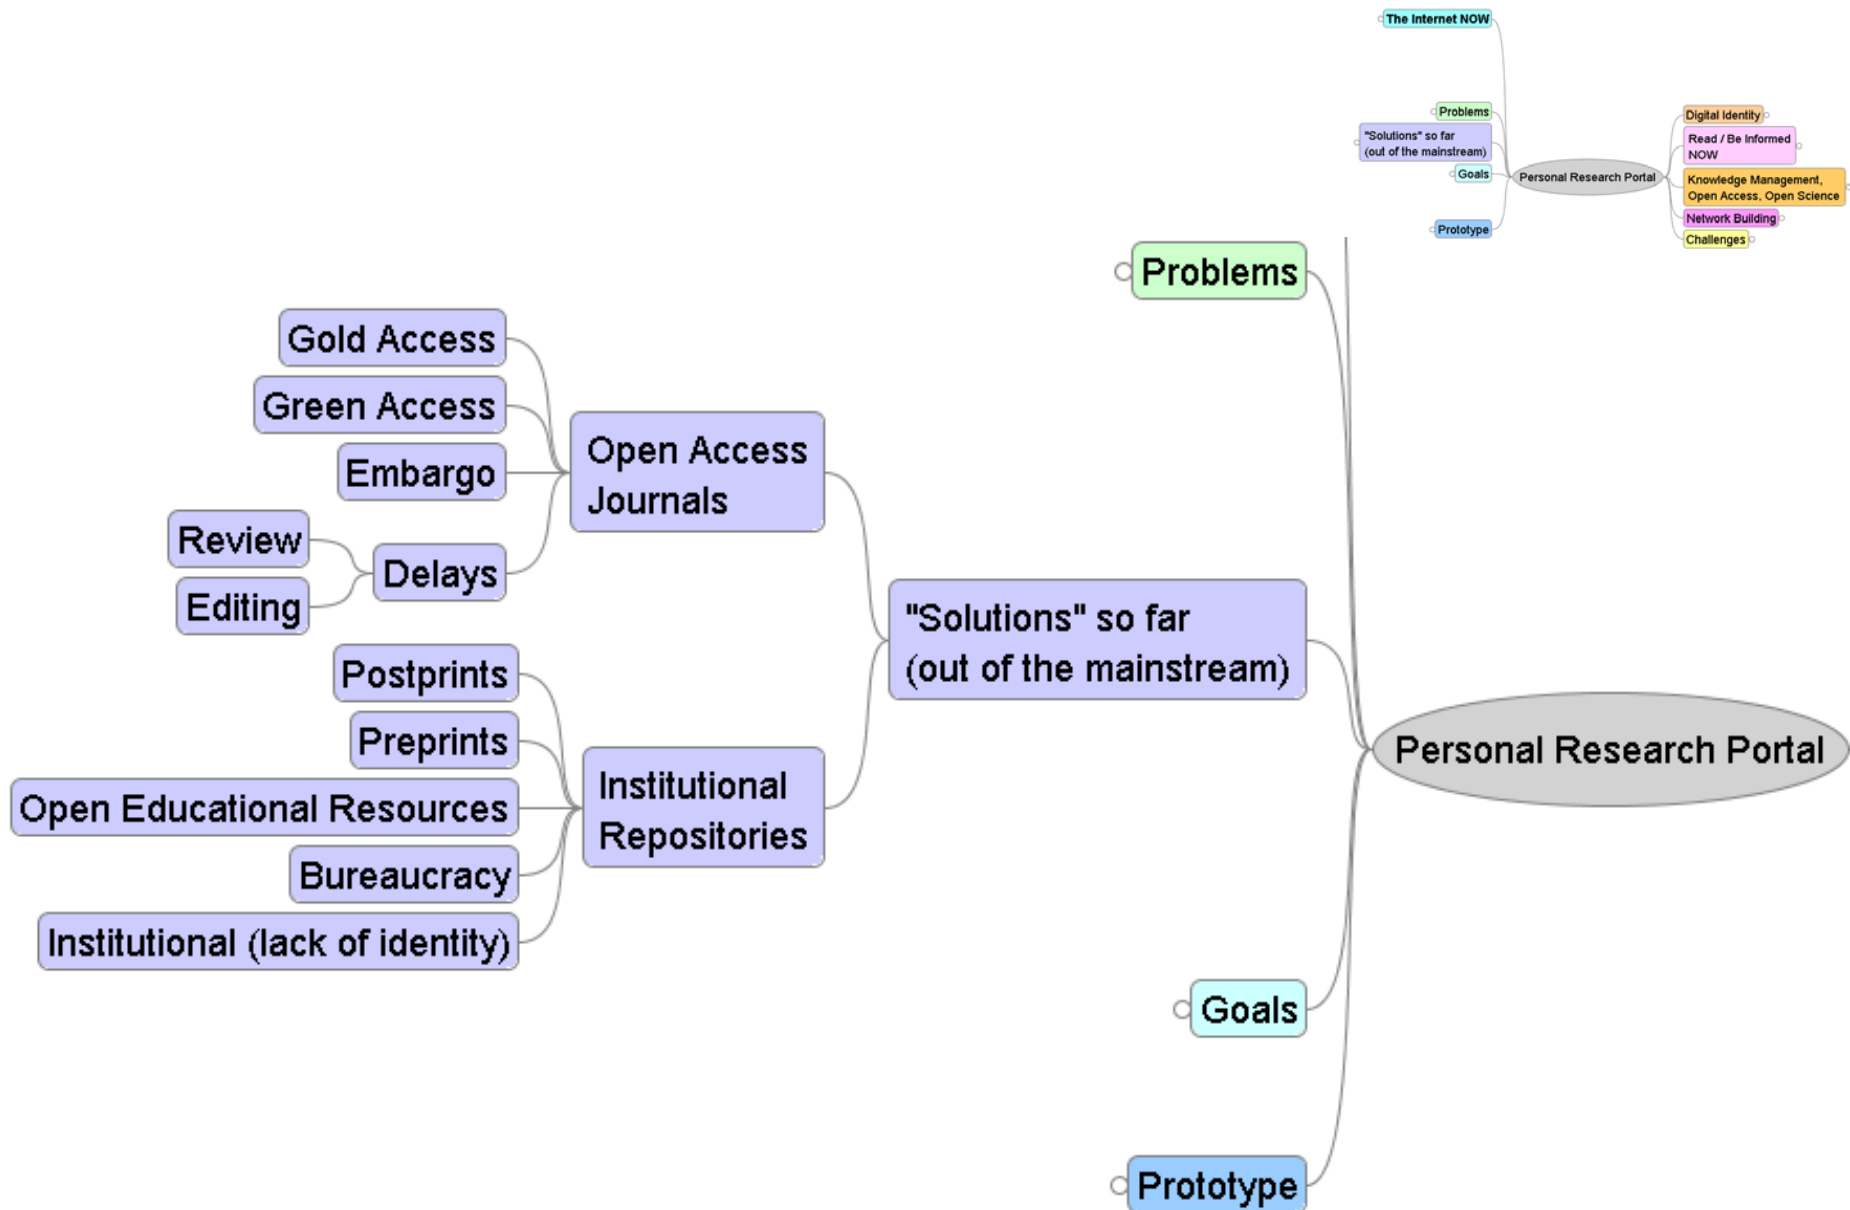 The Internet NOW
Problems
"Solutions" so far
(out of the mainstream)
Goals
Prototype
Personal Research Portal
Digital Identity
Read / Be Informed
NOW
Knowledge Management,
Open Access, Open Science
Network Building
Challenges
Problems
Gold Access
Green Access
Embargo
Review
Editing
Delays
Open Access
Journals
Postprints
Preprints
Open Educational Resources
Bureaucracy
Institutional (lack of identity)
Institutional
Repositories
"Solutions" so far
(out of the mainstream)
Personal Research Portal
Goals
Prototype